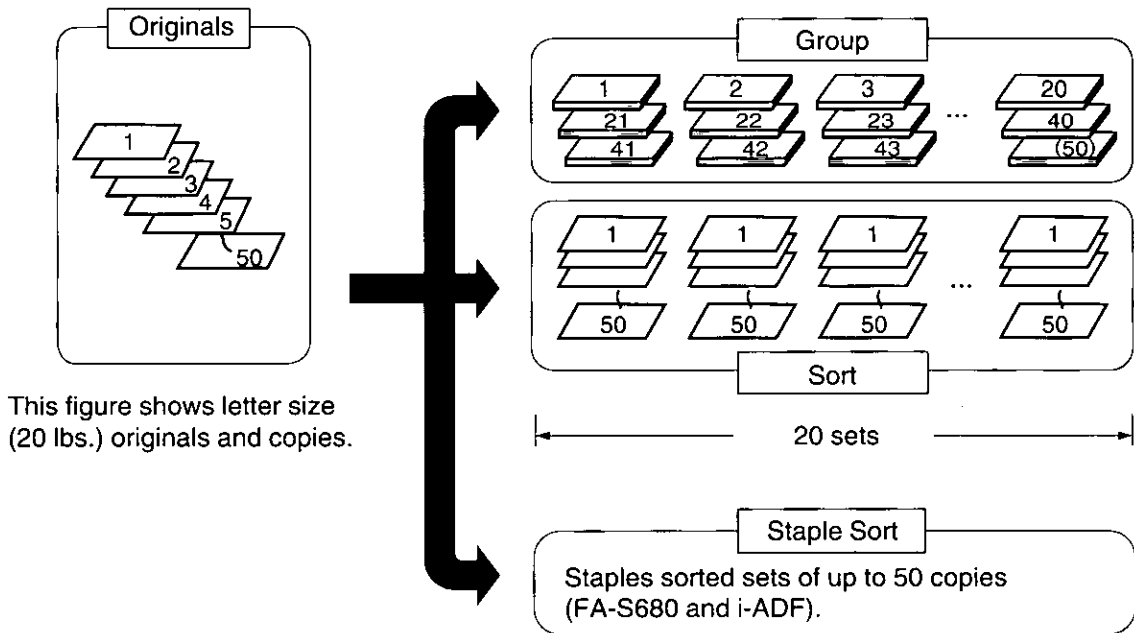 Originals
1
2
3
4
5
50
This figure shows letter size
(20 lbs.) originals and copies.
Group
1 2 3 20
21 22 23 ... 40
41 42 43 (50)
1 1 1 1
...
50 50 50 50
Sort
20 sets
Staple Sort
Staples sorted sets of up to 50 copies
(FA-S680 and i-ADF).